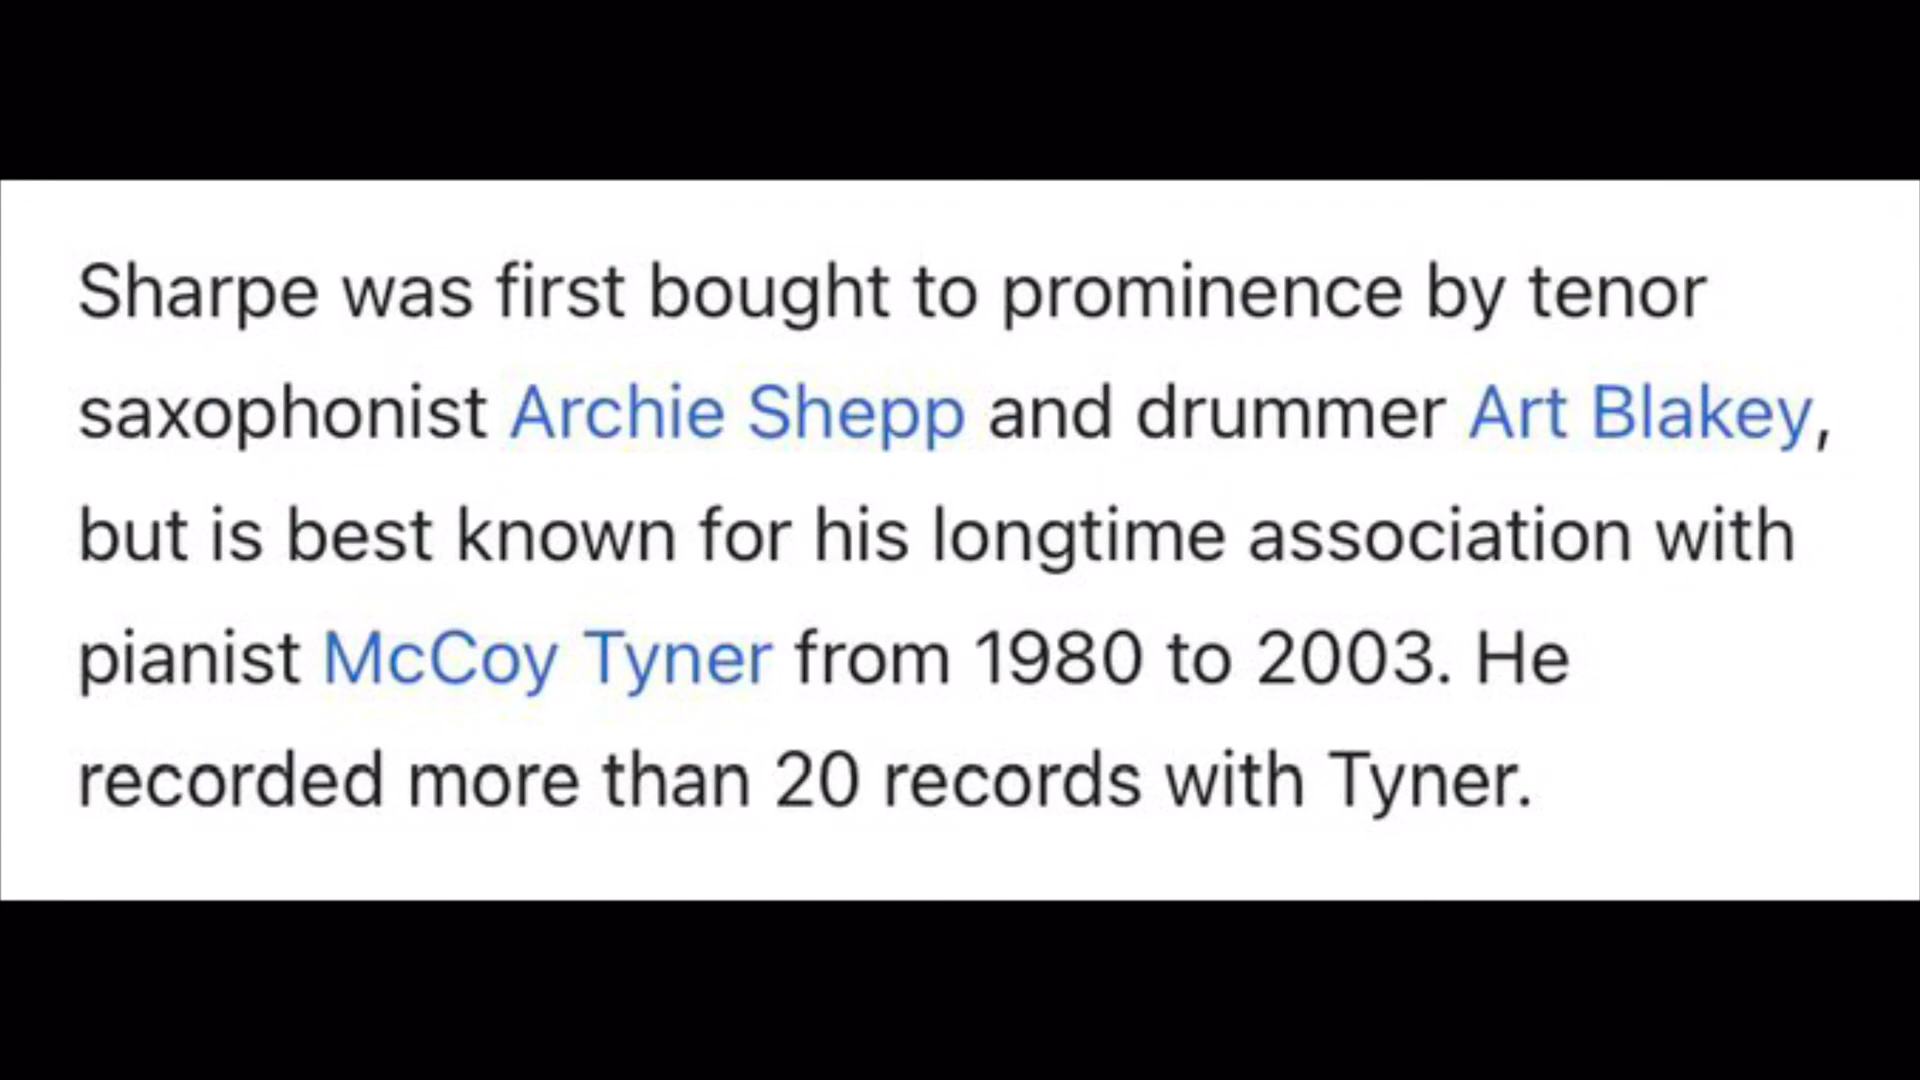 Sharpe was first bought to prominence by tenor
saxophonist Archie Shepp and drummer Art Blakey,
but is best known for his longtime association with
pianist McCoy Tyner from 1980 to 2003. He
recorded more than 20 records with Tyner.